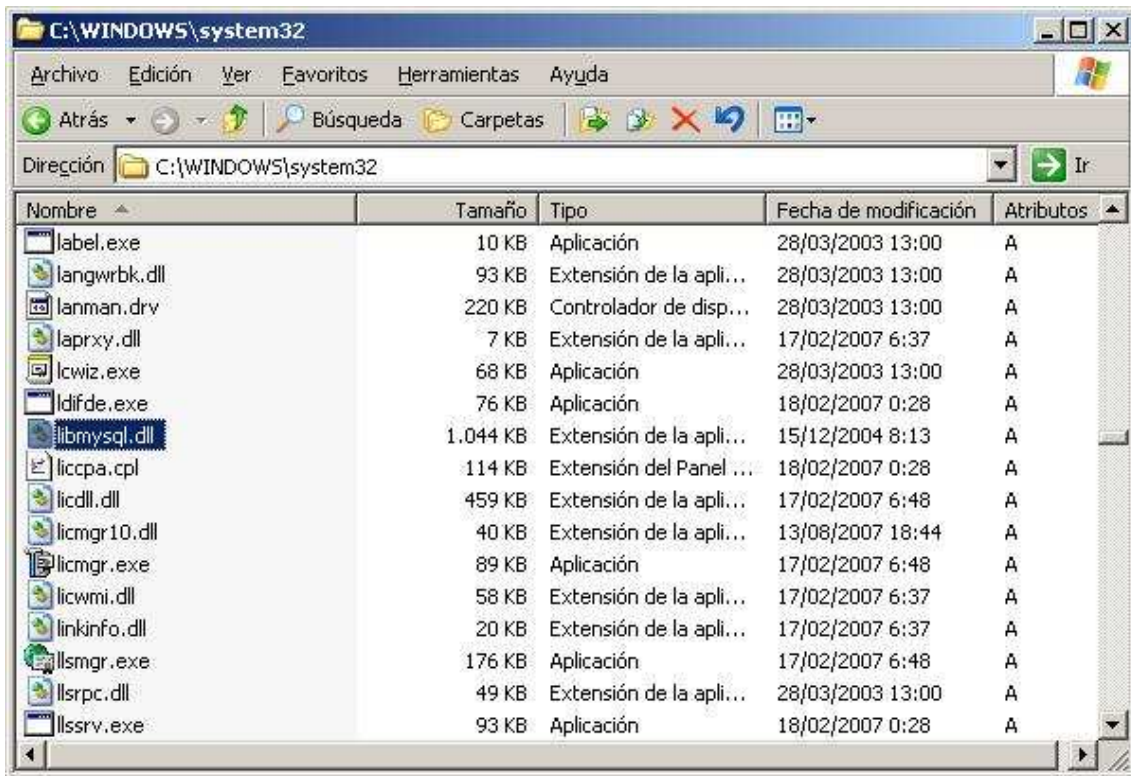 C:\WINDOWS\system32
Archivo Edición Ver Favoritos Herramientas Ayuda
Atrás Búsqueda Carpetas
Dirección C:\WINDOWS\system32 Ir
Nombre Tamaño Tipo Fecha de modificación Atributos
label.exe 10 KB Aplicación 28/03/2003 13:00 A
langwrbk.dll 93 KB Extensión de la apli... 28/03/2003 13:00 A
lanman.drv 220 KB Controlador de disp... 28/03/2003 13:00 A
laprxy.dll 7 KB Extensión de la apli... 17/02/2007 6:37 A
lcwiz.exe 68 KB Aplicación 28/03/2003 13:00 A
ldifde.exe 76 KB Aplicación 18/02/2007 0:28 A
libmysql.dll 1.044 KB Extensión de la apli... 15/12/2004 8:13 A
liccpa.cpl 114 KB Extensión del Panel ... 18/02/2007 0:28 A
licdll.dll 459 KB Extensión de la apli... 17/02/2007 6:48 A
licmgr10.dll 40 KB Extensión de la apli... 13/08/2007 18:44 A
licmgr.exe 89 KB Aplicación 17/02/2007 6:48 A
licwmi.dll 58 KB Extensión de la apli... 17/02/2007 6:37 A
linkinfo.dll 20 KB Extensión de la apli... 17/02/2007 6:37 A
llsmgr.exe 176 KB Aplicación 17/02/2007 6:48 A
llsrpc.dll 49 KB Extensión de la apli... 28/03/2003 13:00 A
llssrv.exe 93 KB Aplicación 18/02/2007 0:28 A